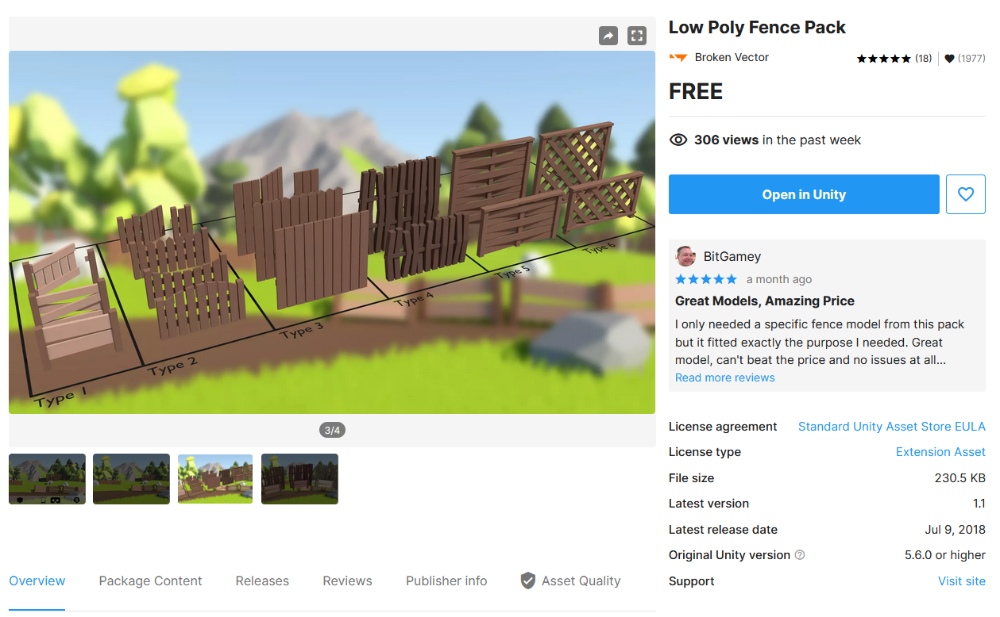 Low Poly Fence Pack
Broken Vector
(18)
(1977)
FREE
306 views in the past week
Open in Unity
BitGamey
a month ago
Great Models, Amazing Price
I only needed a specific fence model from this pack
but it fitted exactly the purpose I needed. Great
model, can't beat the price and no issues at all...
Read more reviews
Type 1
Type 2
Type 3
Type 4
Type 5
Type 6
3/4
License agreement Standard Unity Asset Store EULA
License type Extension Asset
File size 230.5 KB
Latest version 1.1
Latest release date Jul 9, 2018
Original Unity version 5.6.0 or higher
Support Visit site
Overview Package Content Releases Reviews Publisher info Asset Quality